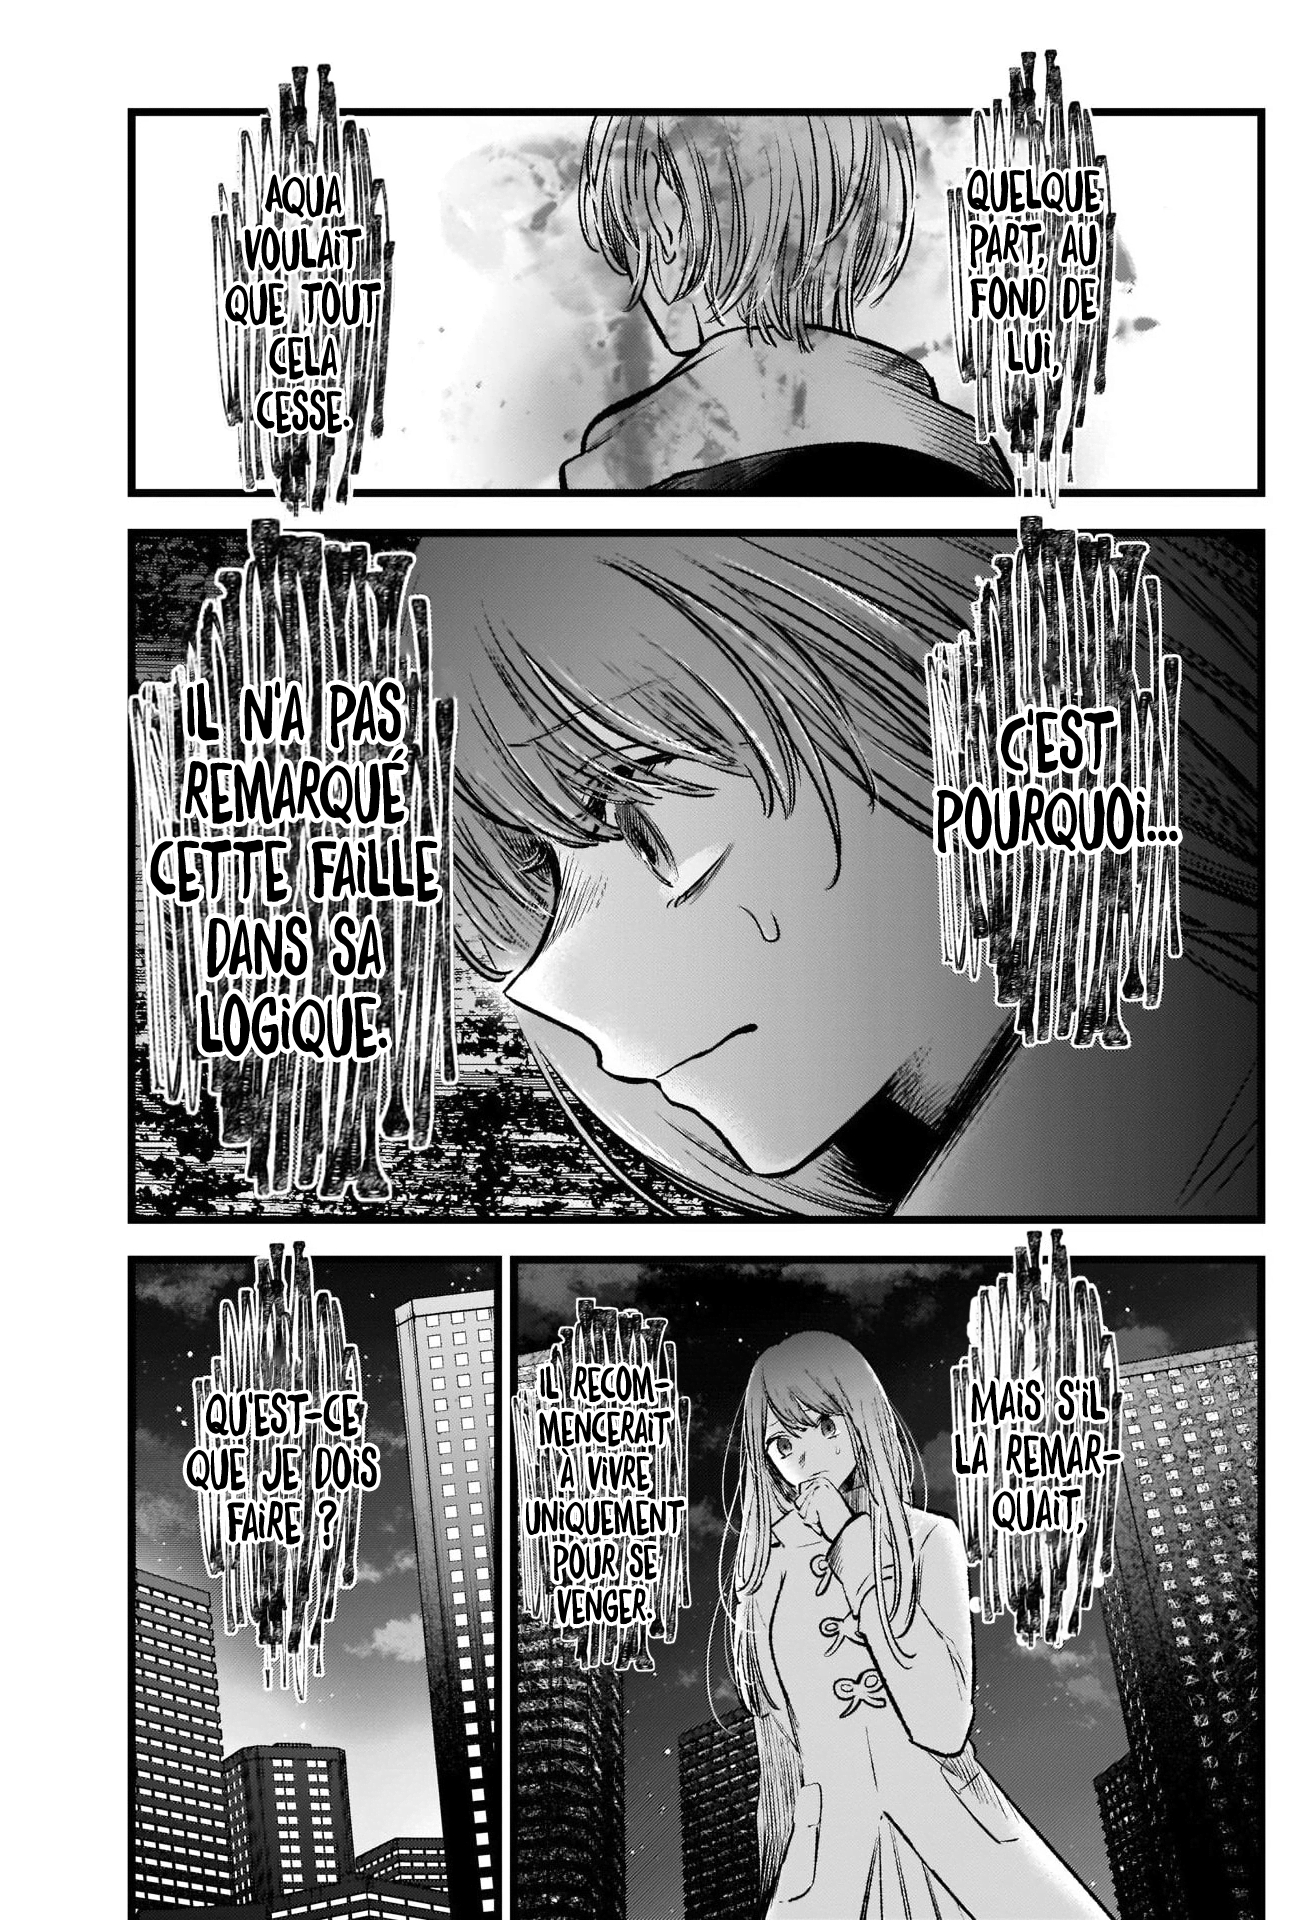 QUELQUE
PART, AU
FOND DE
LUI,
AQUA
VOULAIT
QUE TOUT
CELA
CESSE.
C'EST
POURQUOI...
IL N'A PAS
REMARQUÉ
CETTE FAILLE
DANS SA
LOGIQUE.
MAIS S'IL
LA REMAR-
QUAIT,
IL RECOM-
MENCERAIT
À VIVRE
UNIQUEMENT
POUR SE
VENGER.
QU'EST-CE
QUE JE DOIS
FAIRE ?